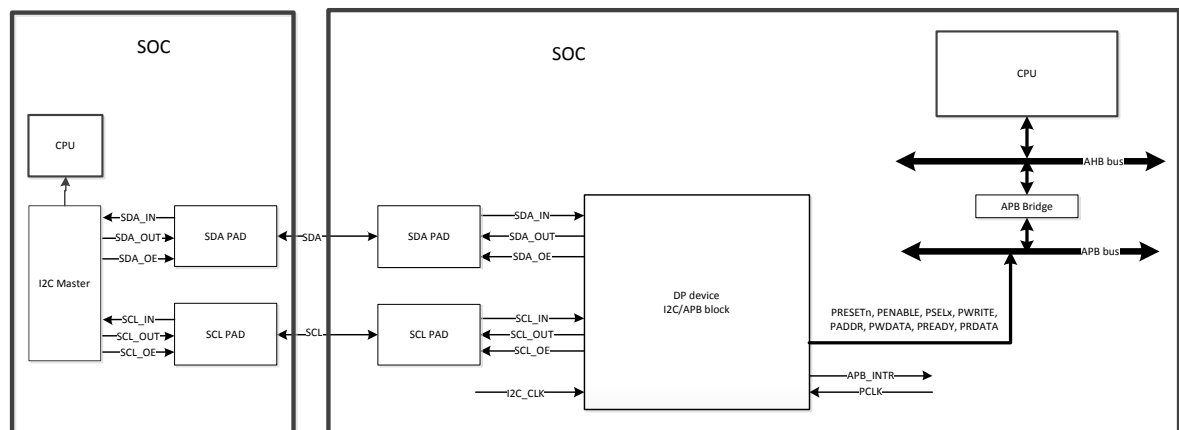 SOC
CPU
I2C Master
SDA_IN
SDA_OUT
SDA_OE
SDA PAD
SCL_IN
SCL_OUT
SCL_OE
SCL PAD
SDA
SCL
SOC
SDA PAD
SDA_IN
SDA_OUT
SDA_OE
SCL PAD
SCL_IN
SCL_OUT
SCL_OE
I2C_CLK
DP device
I2C/APB block
CPU
AHB bus
APB Bridge
APB bus
PRESETn, PENABLE, PSELx, PWRITE,
PADDR, PWDATA, PREADY, PRDATA
APB_INTR
PCLK